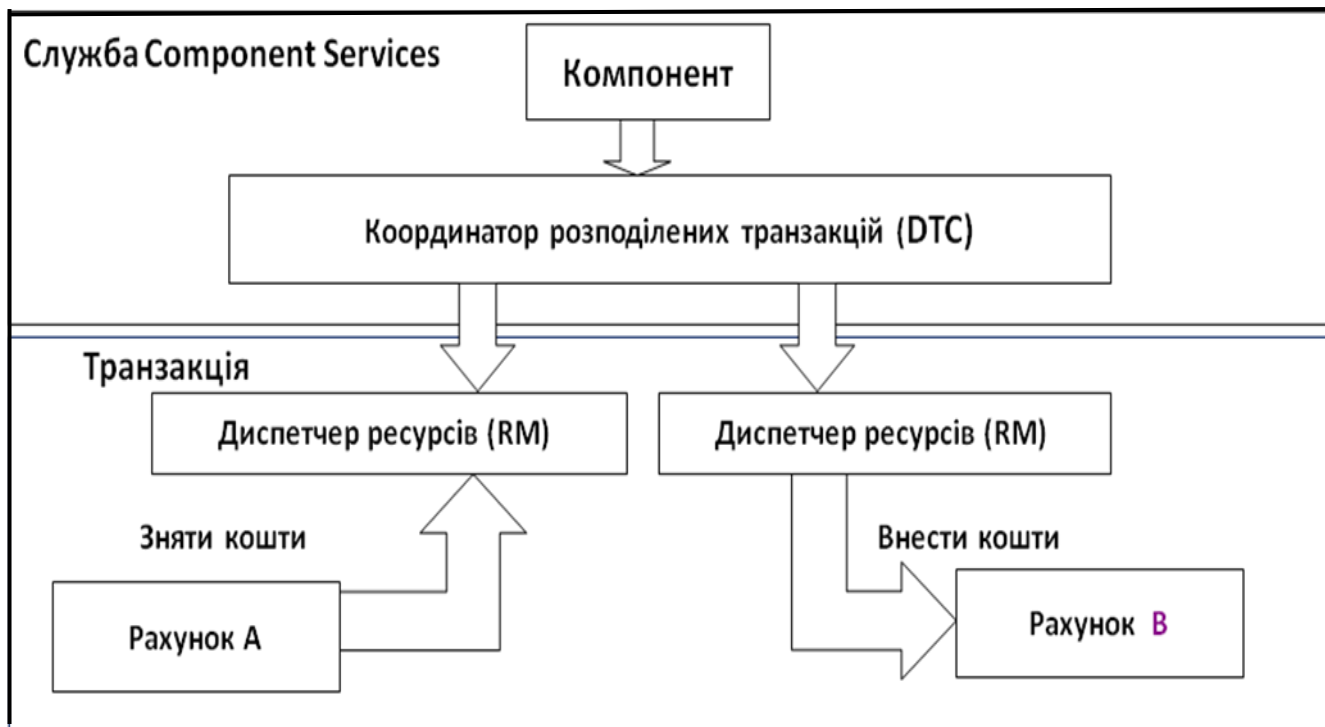 Служба Component Services
Компонент
Координатор розподілених транзакцій (DTC)
Транзакція
Диспетчер ресурсів (RM)
Диспетчер ресурсів (RM)
Зняти кошти
Внести кошти
Рахунок А
Рахунок В